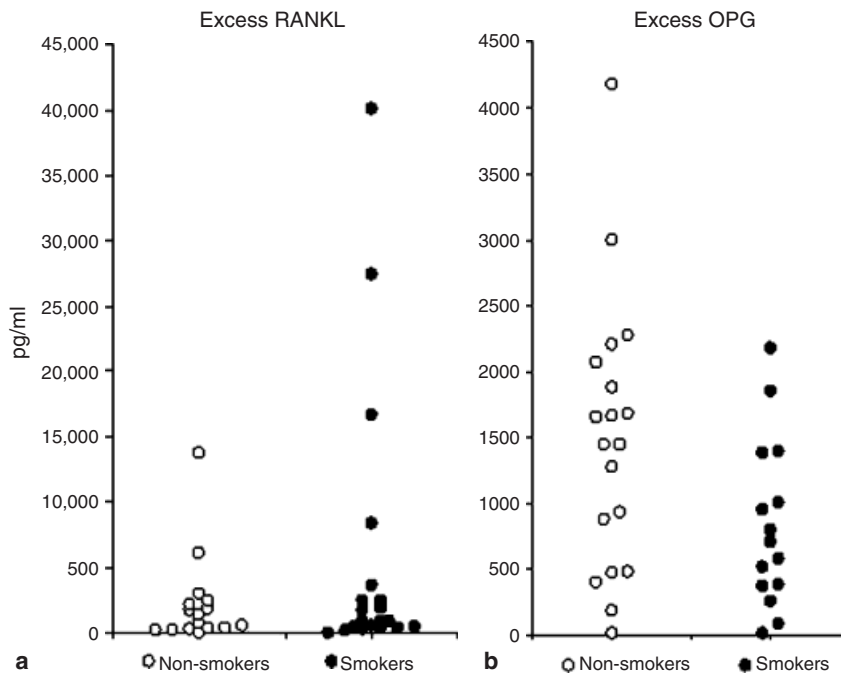 Excess RANKL
45,000
40,000
35,000
30,000
25,000
20,000
15,000
10,000
500
0
pg/ml
a
Non-smokers
Smokers
Excess OPG
4500
4000
3500
3000
2500
2000
1500
1000
500
0
b
Non-smokers
Smokers